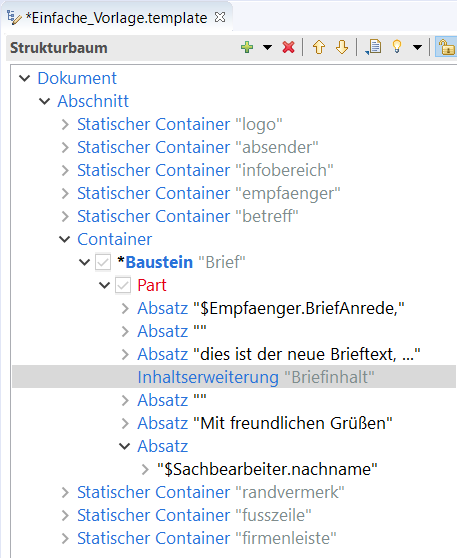 *Einfache_Vorlage.template
Strukturbaum
Dokument
Abschnitt
Statischer Container "logo"
Statischer Container "absender"
Statischer Container "infobereich"
Statischer Container "empfaenger"
Statischer Container "betreff"
Container
*Baustein "Brief"
Part
Absatz "$Empfaenger.BriefAnrede,"
Absatz ""
Absatz "dies ist der neue Brieftext, ..."
Inhaltserweiterung "Briefinhalt"
Absatz ""
Absatz "Mit freundlichen Grüßen"
Absatz
"$Sachbearbeiter.nachname"
Statischer Container "randvermerk"
Statischer Container "fusszeile"
Statischer Container "firmenleiste"